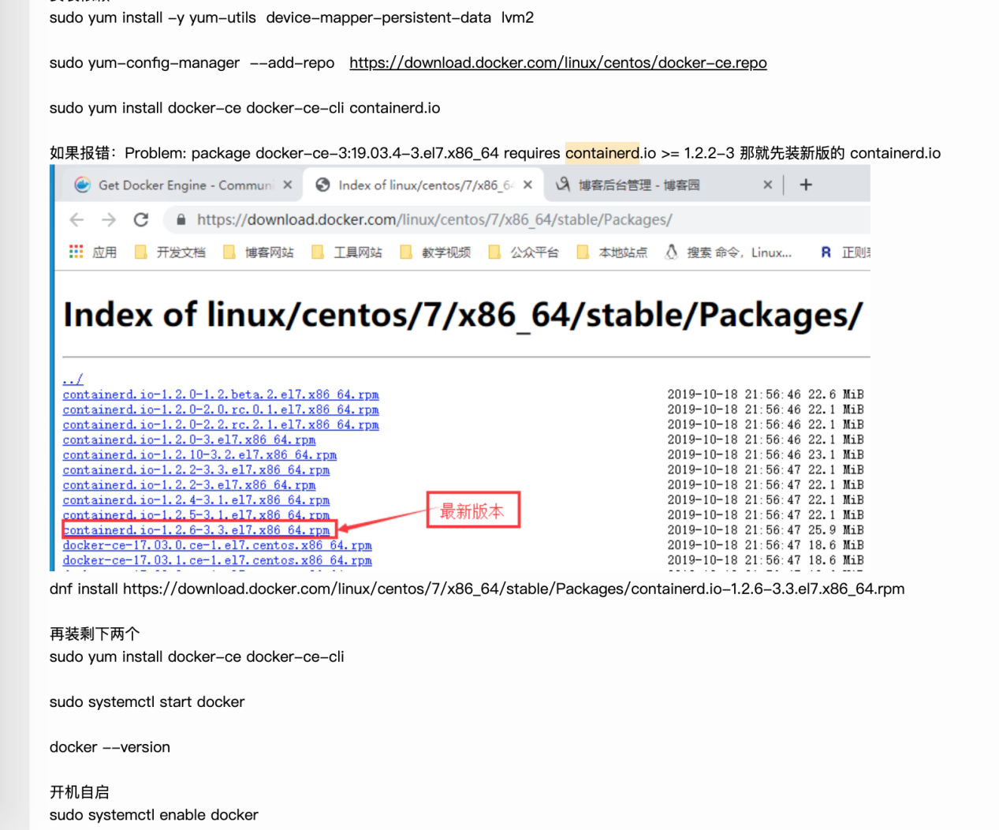 sudo yum install -y yum-utils  device-mapper-persistent-data  lvm2
sudo yum-config-manager  --add-repo   https://download.docker.com/linux/centos/docker-ce.repo
sudo yum install docker-ce docker-ce-cli containerd.io
如果报错：Problem: package docker-ce-3:19.03.4-3.el7.x86_64 requires containerd.io >= 1.2.2-3 那就先装新版的 containerd.io
Get Docker Engine - Communi
Index of linux/centos/7/x86_6
博客后台管理 - 博客园
https://download.docker.com/linux/centos/7/x86_64/stable/Packages/
应用 开发文档 博客网站 工具网站 教学视频 公众平台 本地站点 搜索 命令，Linux... R 正则
Index of linux/centos/7/x86_64/stable/Packages/
../
containerd.io-1.2.0-1.2.beta.2.el7.x86_64.rpm 2019-10-18 21:56:46 22.6 MiB
containerd.io-1.2.0-2.0.rc.0.1.el7.x86_64.rpm 2019-10-18 21:56:46 22.1 MiB
containerd.io-1.2.0-2.2.rc.2.1.el7.x86_64.rpm 2019-10-18 21:56:46 22.1 MiB
containerd.io-1.2.0-3.el7.x86_64.rpm 2019-10-18 21:56:46 22.1 MiB
containerd.io-1.2.10-3.2.el7.x86_64.rpm 2019-10-18 21:56:46 23.1 MiB
containerd.io-1.2.2-3.3.el7.x86_64.rpm 2019-10-18 21:56:47 22.1 MiB
containerd.io-1.2.2-3.el7.x86_64.rpm 2019-10-18 21:56:47 22.1 MiB
containerd.io-1.2.4-3.1.el7.x86_64.rpm 2019-10-18 21:56:47 22.1 MiB
containerd.io-1.2.5-3.1.el7.x86_64.rpm 2019-10-18 21:56:47 22.1 MiB
最新版本
containerd.io-1.2.6-3.3.el7.x86_64.rpm 2019-10-18 21:56:47 25.9 MiB
docker-ce-17.03.0.ce-1.el7.centos.x86_64.rpm 2019-10-18 21:56:47 18.6 MiB
docker-ce-17.03.1.ce-1.el7.centos.x86_64.rpm 2019-10-18 21:56:47 18.6 MiB
dnf install https://download.docker.com/linux/centos/7/x86_64/stable/Packages/containerd.io-1.2.6-3.3.el7.x86_64.rpm
再装剩下两个
sudo yum install docker-ce docker-ce-cli
sudo systemctl start docker
docker --version
开机自启
sudo systemctl enable docker